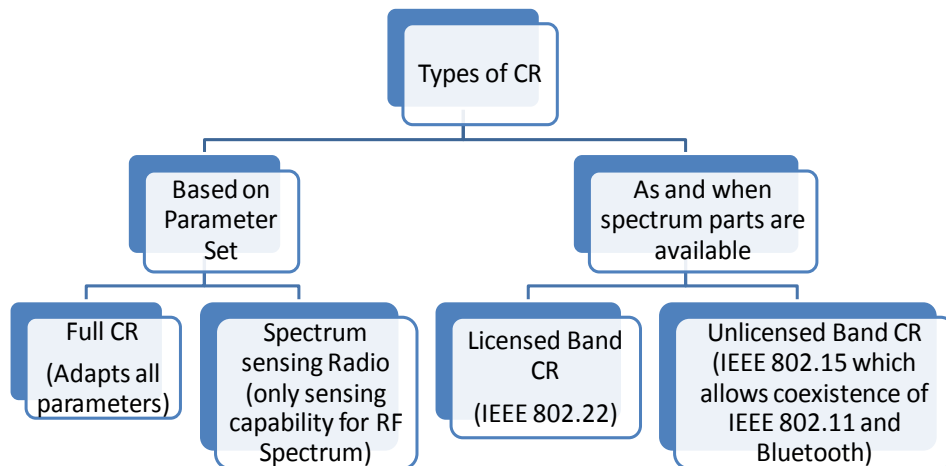 Types of CR
Based on
Parameter
Set
As and when
spectrum parts are
available
Full CR
(Adapts all
parameters)
Spectrum
sensing Radio
(only sensing
capability for RF
Spectrum)
Licensed Band
CR
(IEEE 802.22)
Unlicensed Band CR
(IEEE 802.15 which
allows coexistence of
IEEE 802.11 and
Bluetooth)